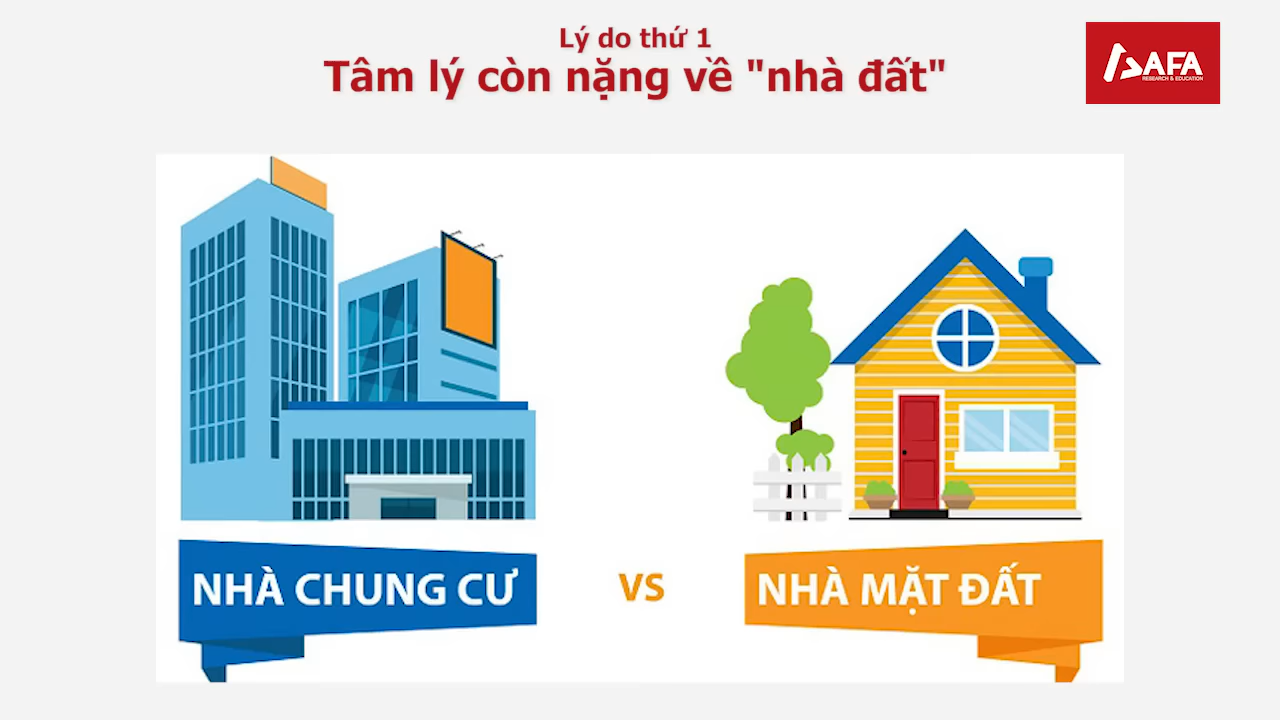 Lý do thứ 1
Tâm lý còn nặng về "nhà đất"
AFA
RESEARCH & EDUCATION
NHÀ CHUNG CƯ
VS
NHÀ MẶT ĐẤT